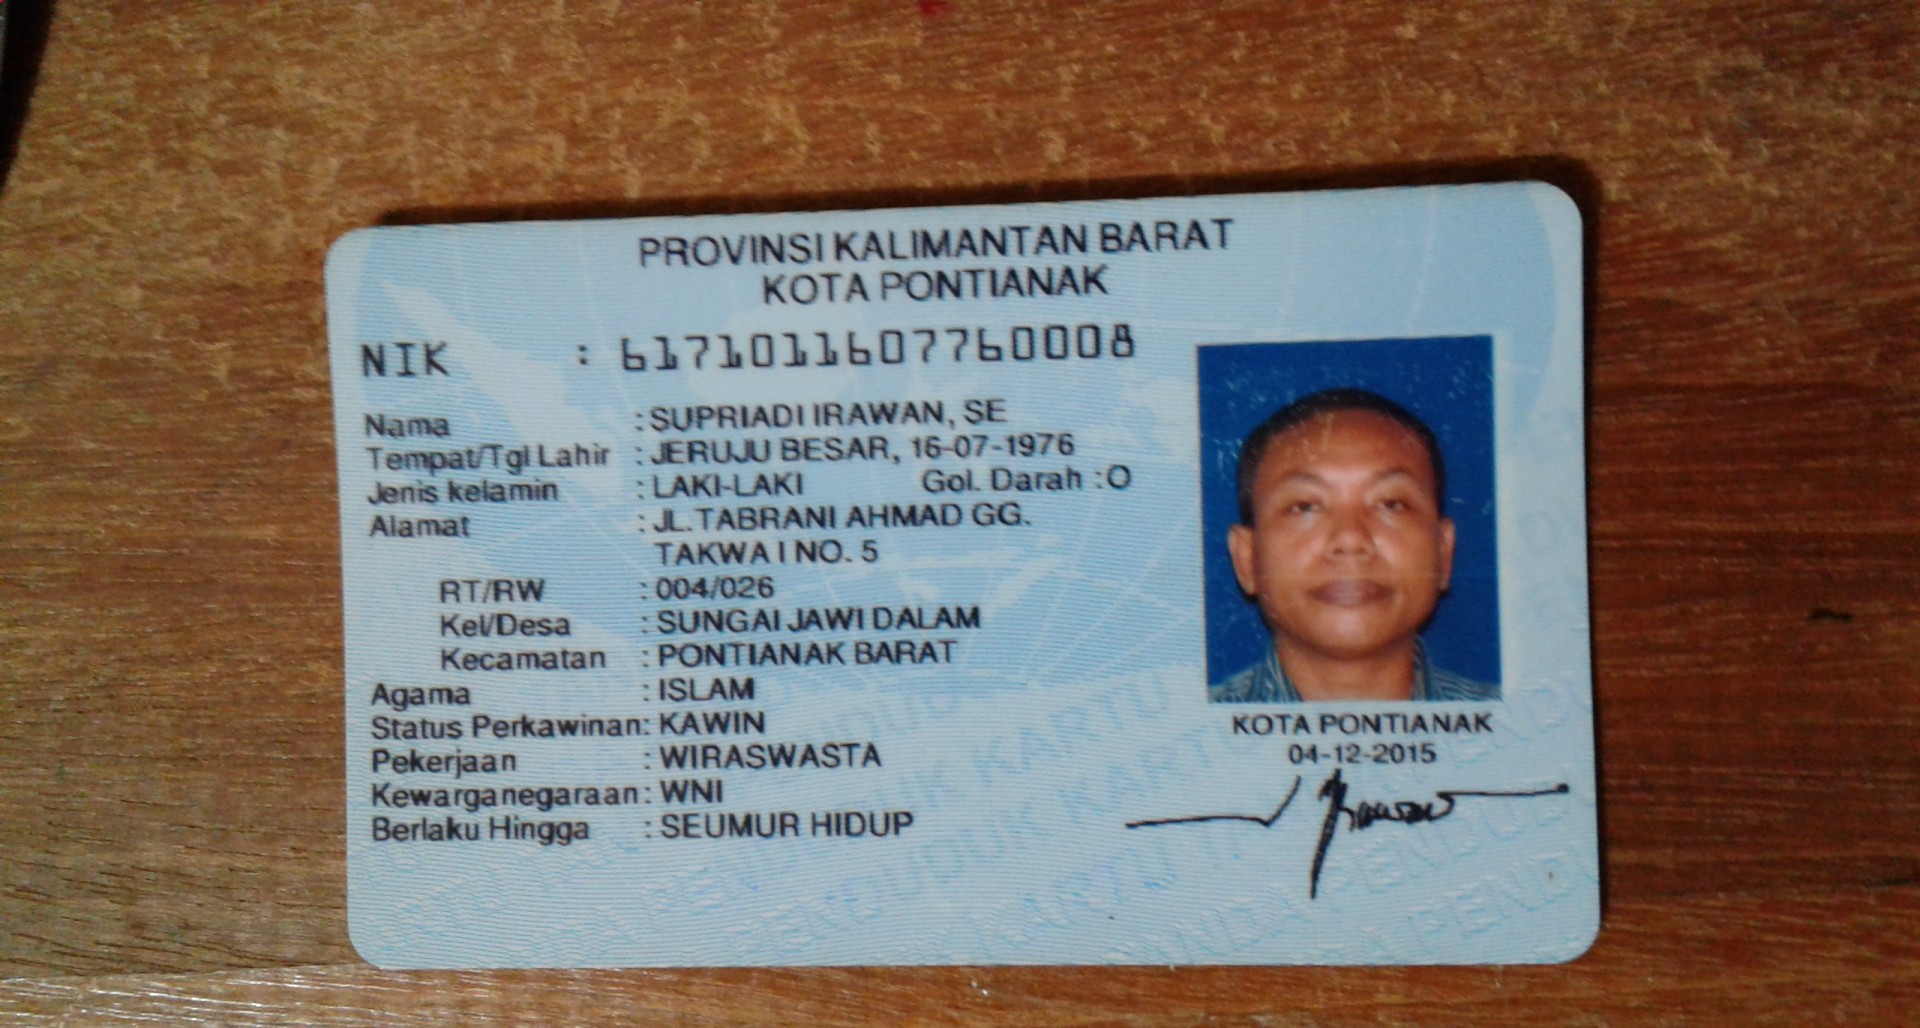 PROVINSI KALIMANTAN BARAT
KOTA PONTIANAK
NIK : 6171011607760008
Nama : SUPRIADI IRAWAN, SE
Tempat/Tgl Lahir : JERUJU BESAR, 16-07-1976
Jenis kelamin : LAKI-LAKI Gol. Darah : O
Alamat : JL. TABRANI AHMAD GG.
TAKWA I NO. 5
RT/RW : 004/026
Kel/Desa : SUNGAI JAWI DALAM
Kecamatan : PONTIANAK BARAT
Agama : ISLAM
Status Perkawinan: KAWIN
Pekerjaan : WIRASWASTA
Kewarganegaraan: WNI
Berlaku Hingga : SEUMUR HIDUP
KOTA PONTIANAK
04-12-2015